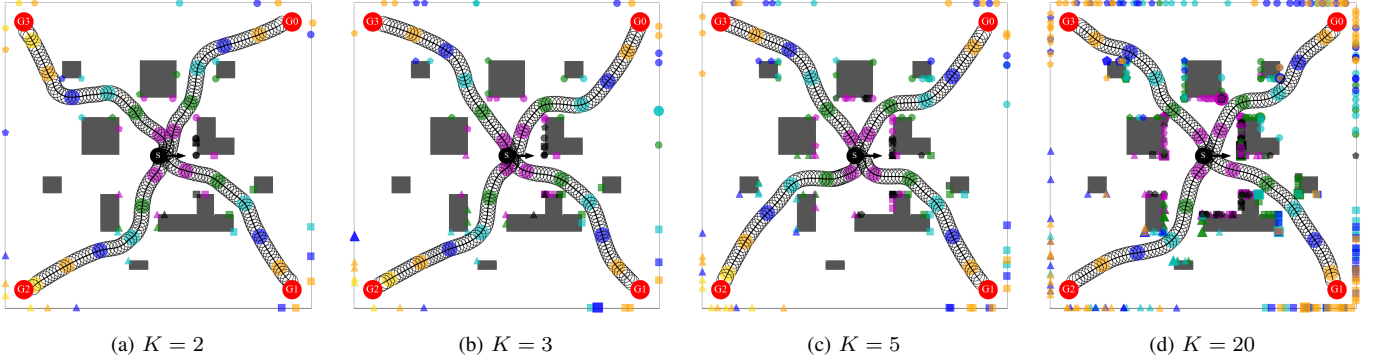 G3 G0 G3 G0 G3 G0 G3 G0
S S S S
G2 G1 G2 G1 G2 G1 G2 G1
(a) K = 2 (b) K = 3 (c) K = 5 (d) K = 20